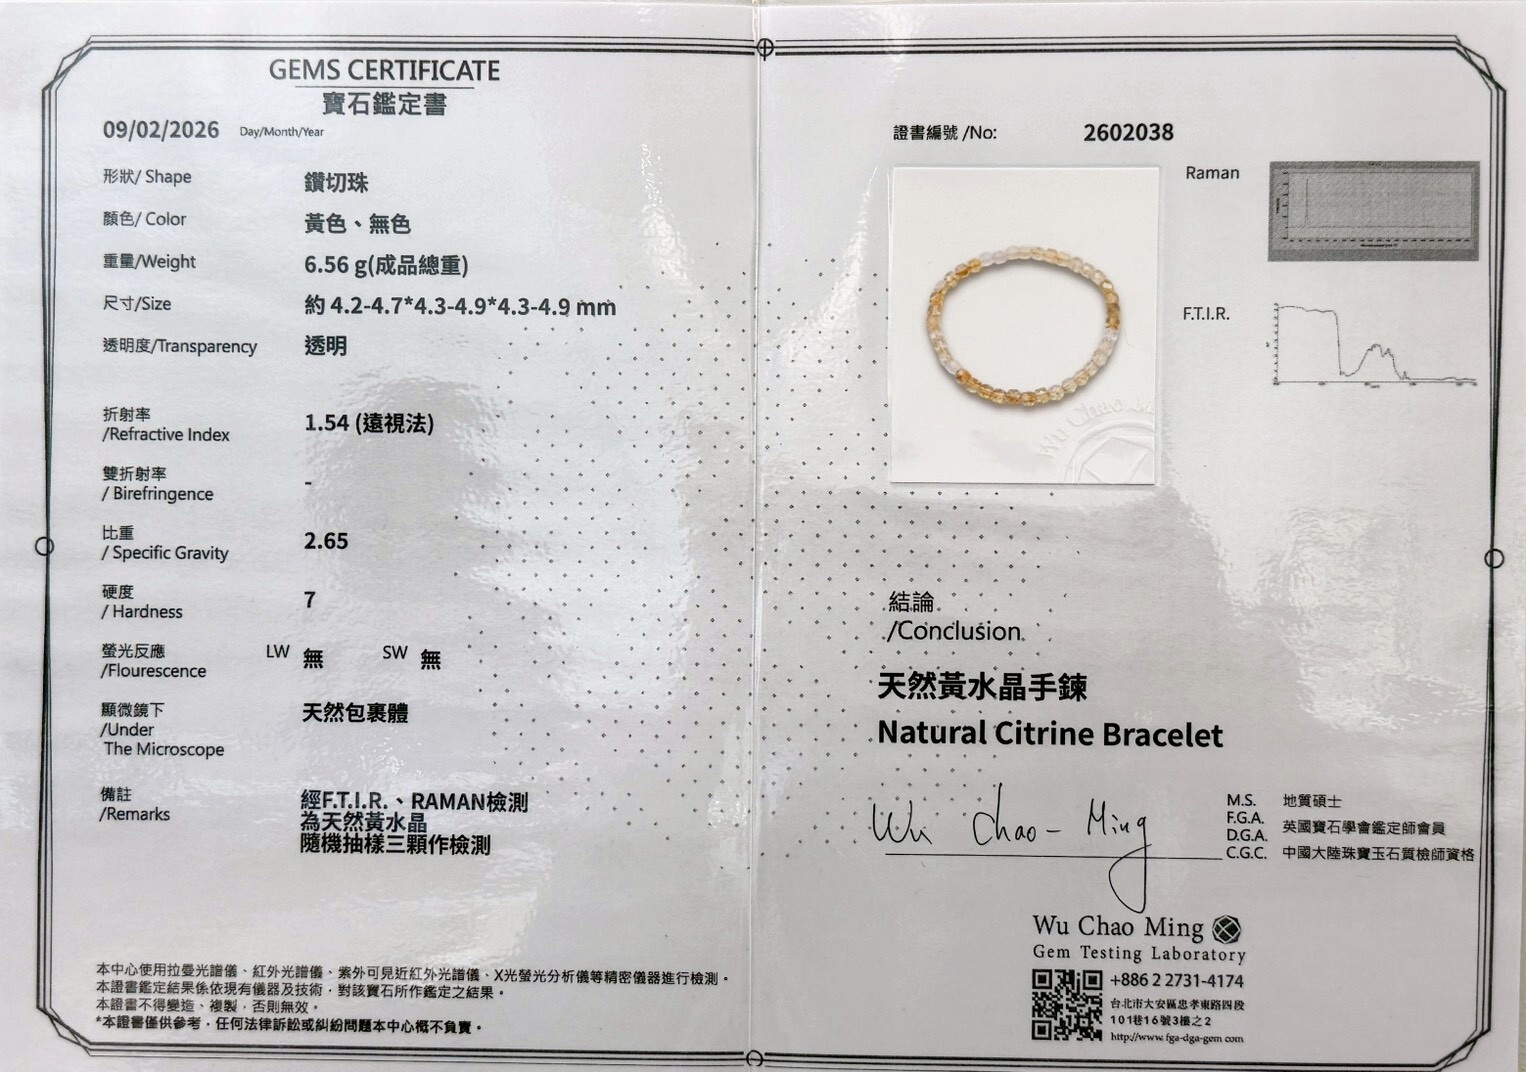 GEMS CERTIFICATE
寶石鑑定書
09/02/2026 Day/Month/Year
形狀/ Shape 鑽切珠
顏色/ Color 黃色、無色
重量/Weight 6.56 g(成品總重)
尺寸/Size 約 4.2-4.7*4.3-4.9*4.3-4.9 mm
透明度/Transparency 透明
折射率
/Refractive Index 1.54 (遠視法)
雙折射率
/ Birefringence -
比重
/ Specific Gravity 2.65
硬度
/ Hardness 7
螢光反應
/Flourescence LW 無 SW 無
顯微鏡下
/Under
The Microscope 天然包裹體
備註
/Remarks
經F.T.I.R.、RAMAN檢測
為天然黃水晶
隨機抽樣三顆作檢測
本中心使用拉曼光譜儀、紅外光譜儀、紫外可見近紅外光譜儀、X光螢光分析儀等精密儀器進行檢測。
本證書鑑定結果係依現有儀器及技術，對該寶石所作鑑定之結果。
本證書不得變造、複製，否則無效。
*本證書僅供參考，任何法律訴訟或糾紛問題本中心概不負責。
證書編號 /No: 2602038
Raman
F.T.I.R.
Wu Chao M
結論
/Conclusion
天然黃水晶手鍊
Natural Citrine Bracelet
Wu Chao-Ming
M.S. 地質碩士
F.G.A.
D.G.A. 英國寶石學會鑑定師會員
C.G.C. 中國大陸珠寶玉石質檢師資格
Wu Chao Ming
Gem Testing Laboratory
+886 2 2731-4174
台北市大安區忠孝東路四段
101巷16號3樓之2
http://www.fga-dga-gem.com